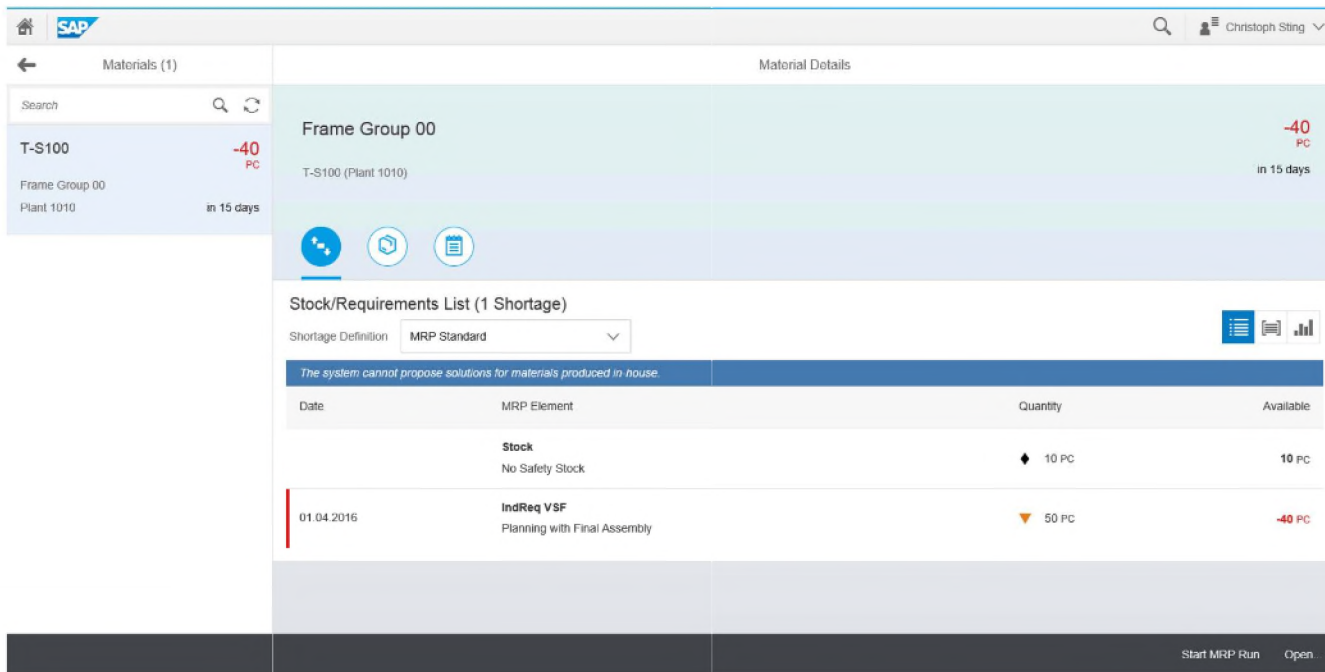 SAP
Christoph Sting
Materials (1)
Material Details
Search
T-S100
-40
PC
Frame Group 00
Plant 1010
in 15 days
Frame Group 00
-40
PC
T-S100 (Plant 1010)
in 15 days
Stock/Requirements List (1 Shortage)
Shortage Definition MRP Standard
The system cannot propose solutions for materials produced in-house.
Date MRP Element Quantity Available
Stock
No Safety Stock
10 PC 10 PC
01.04.2016
IndReq VSF
Planning with Final Assembly
50 PC -40 PC
Start MRP Run Open